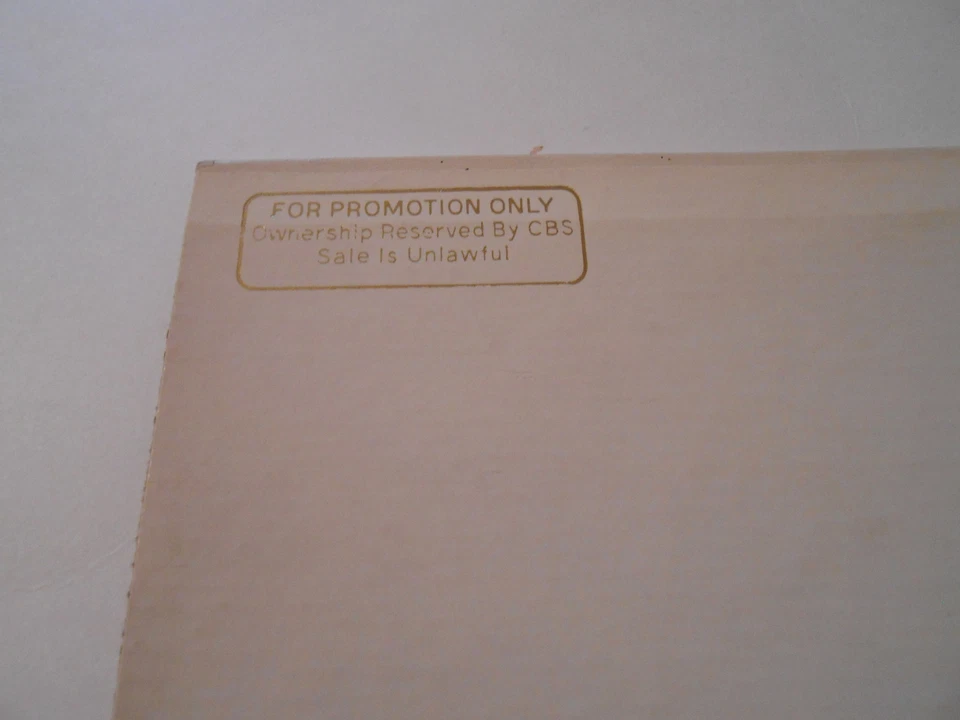 FOR PROMOTION ONLY
Ownership Reserved By CBS
Sale Is Unlawful